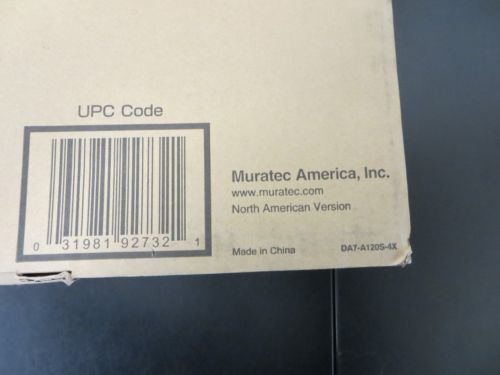 UPC Code
0 31981 92732 1
Muratec America, Inc.
www.muratec.com
North American Version
Made in China DA7-A120S-4X